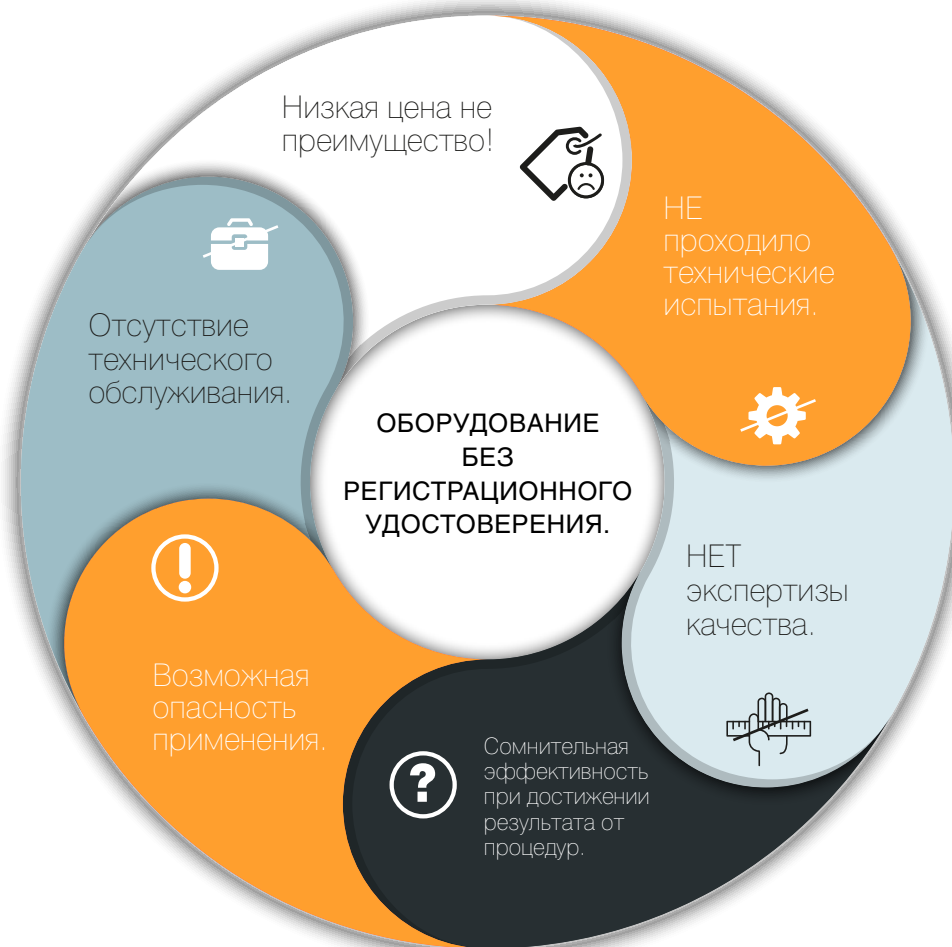 Низкая цена не
преимущество!
НЕ
проходило
технические
испытания.
Отсутствие
технического
обслуживания.
ОБОРУДОВАНИЕ
БЕЗ
РЕГИСТРАЦИОННОГО
УДОСТОВЕРЕНИЯ.
НЕТ
экспертизы
качества.
Возможная
опасность
применения.
?
Сомнительная
эффективность
при достижении
результата от
процедур.